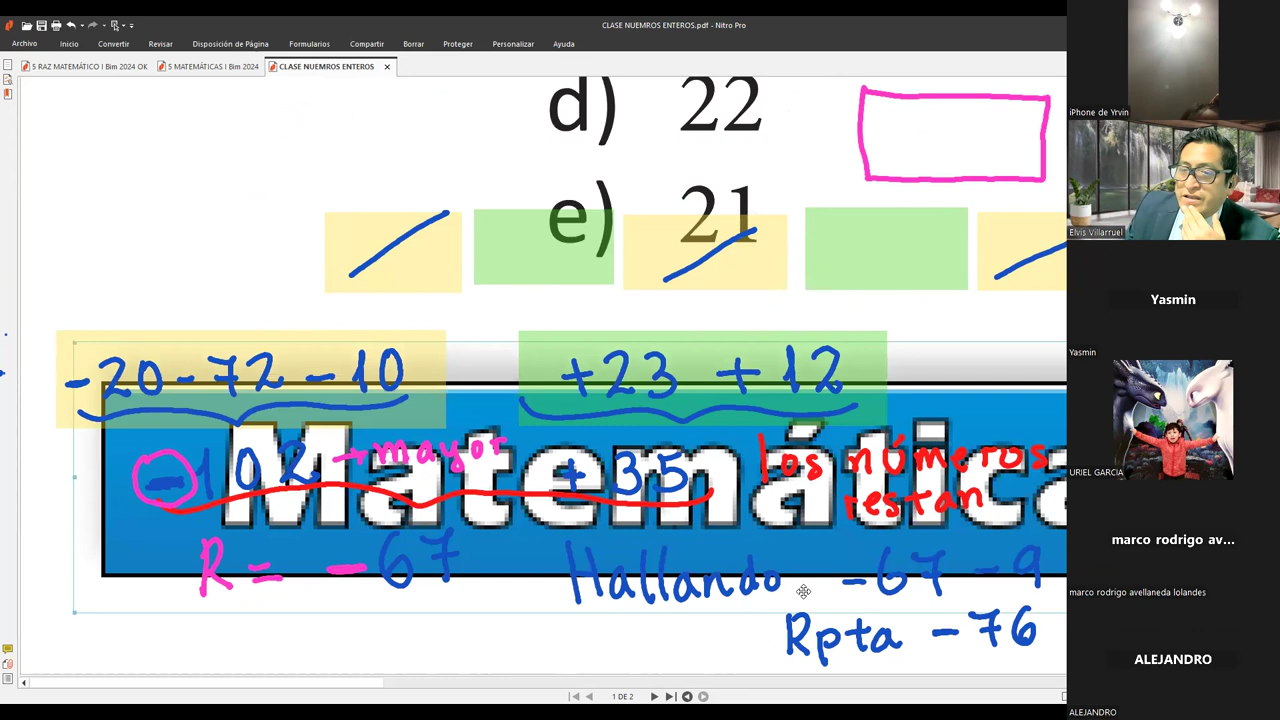 CLASE NUEMROS ENTEROS.pdf - Nitro Pro
Archivo Inicio Convertir Revisar Disposición de Página Formularios Compartir Borrar Proteger Personalizar Ayuda
5 RAZ MATEMÁTICO I Bim 2024 OK 5 MATEMÁTICAS I Bim 2024 CLASE NUEMROS ENTEROS
d) 22
e) 21
-20-72-10 +23 +12
-102 → mayor +35 los números
restan
Matemática
R = -67 Hallando -67 -9
Rpta -76
1 DE 2
iPhone de Yrvin
Elvis Villarruel
Yasmin
Yasmin
URIEL GARCIA
marco rodrigo av...
marco rodrigo avellaneda lolandes
ALEJANDRO
ALEJANDRO